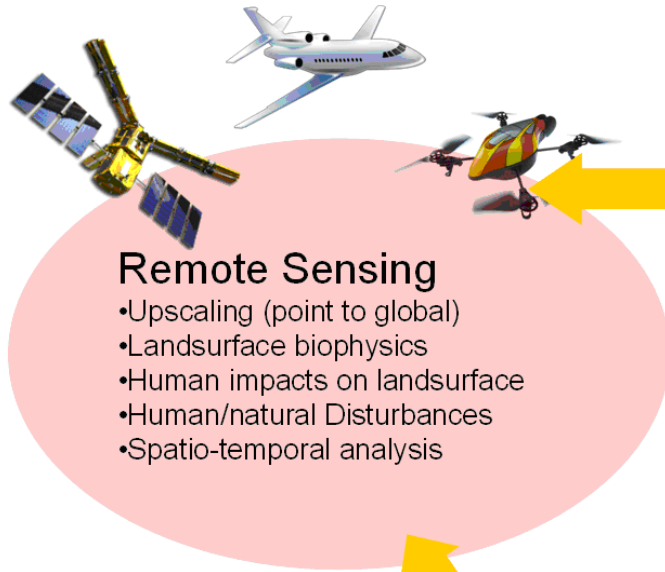 Remote Sensing
•Upscaling (point to global)
•Landsurface biophysics
•Human impacts on landsurface
•Human/natural Disturbances
•Spatio-temporal analysis